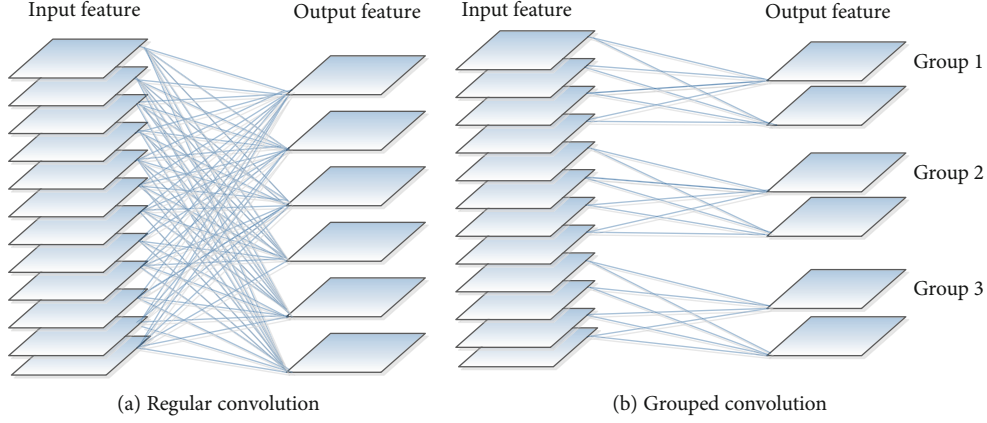 Input feature
Output feature
Input feature
Output feature
Group 1
Group 2
Group 3
(a) Regular convolution
(b) Grouped convolution